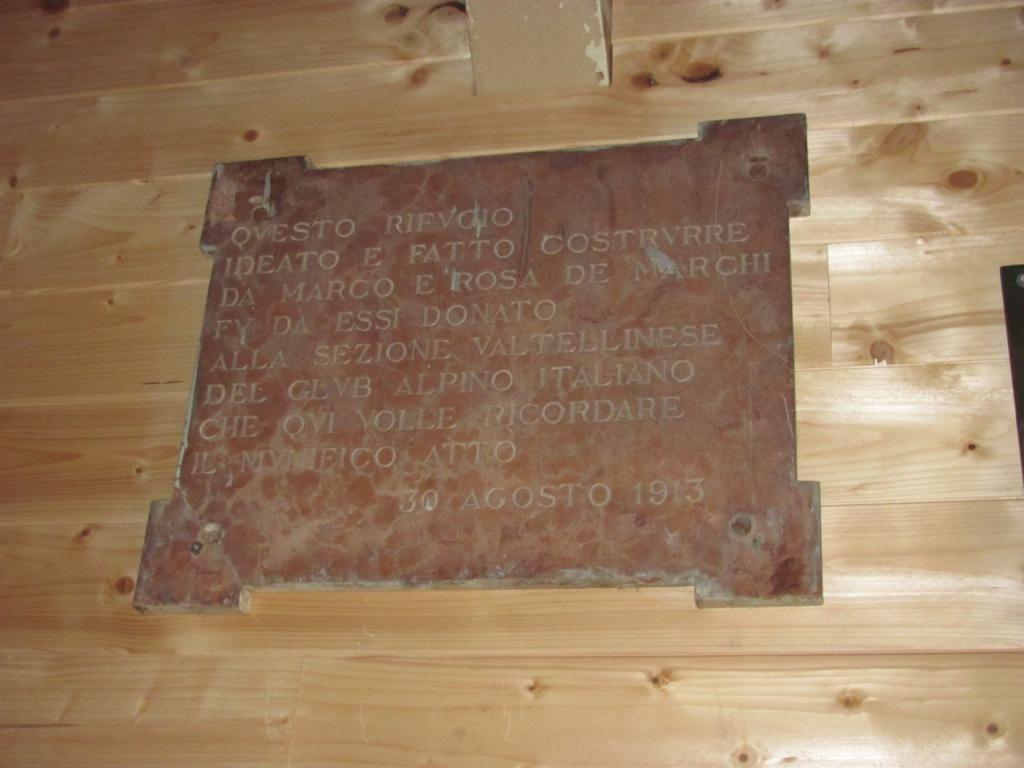 QVESTO RIFVGIO
IDEATO E FATTO COSTRVRRE
DA MARCO E ROSA DE MARCHI
FV DA ESSI DONATO
ALLA SEZIONE VALTELLINESE
DEL CLVB ALPINO ITALIANO
CHE QVI VOLLE RICORDARE
IL MVNIFICO ATTO
30 AGOSTO 1913